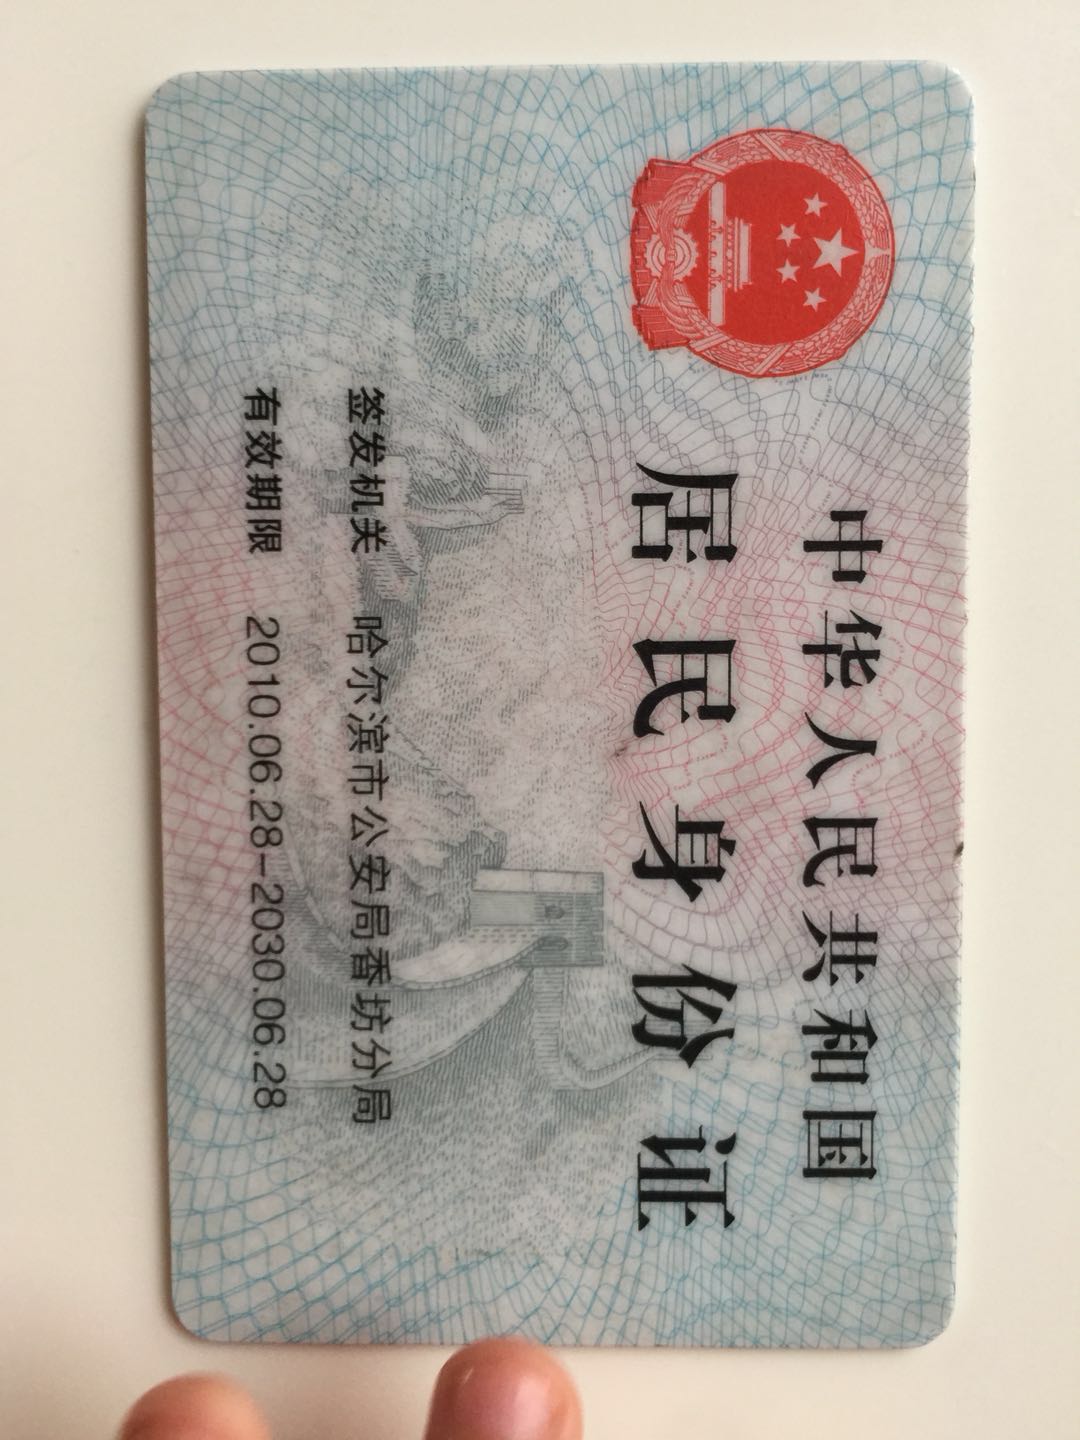 中华人民共和国
居民身份证
签发机关 哈尔滨市公安局香坊分局
有效期限 2010.06.28-2030.06.28